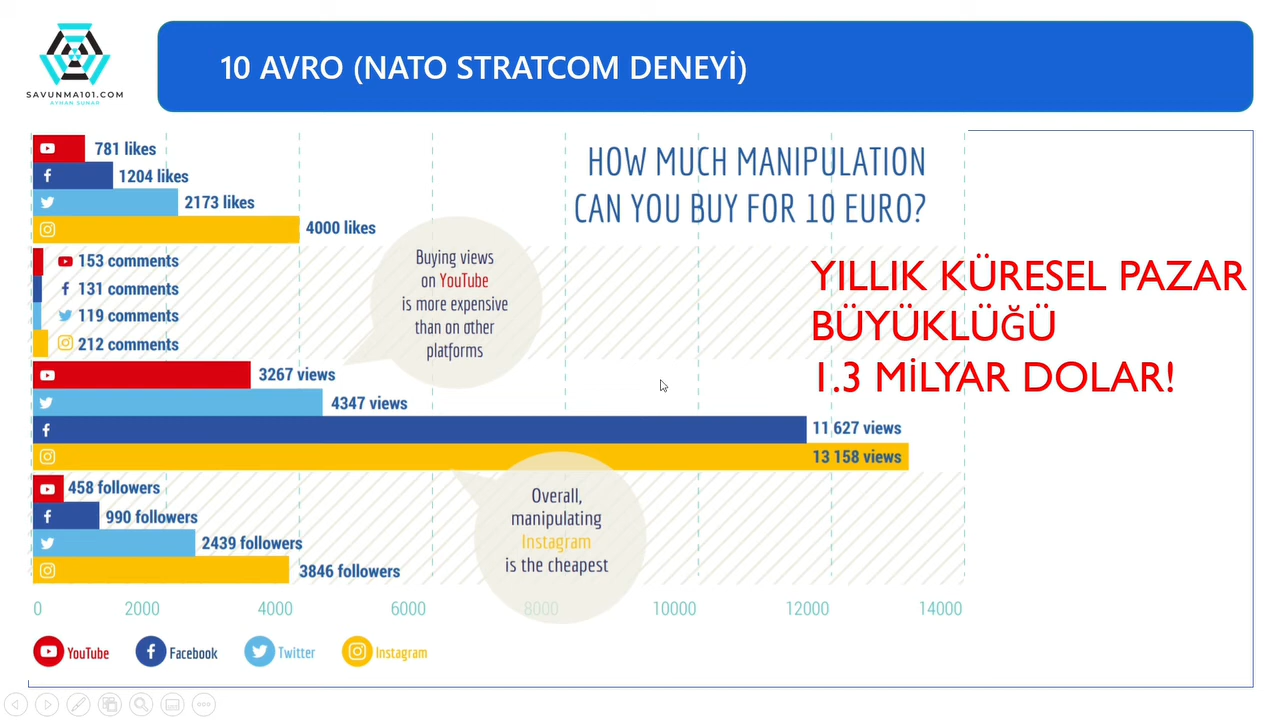 SAVUNMA101.COM
AYHAN SUNAR
10 AVRO (NATO STRATCOM DENEYİ)
HOW MUCH MANIPULATION
CAN YOU BUY FOR 10 EURO?
781 likes
1204 likes
2173 likes
4000 likes
153 comments
131 comments
119 comments
212 comments
Buying views
on YouTube
is more expensive
than on other
platforms
YILLIK KÜRESEL PAZAR
BÜYÜKLÜĞÜ
1.3 MİLYAR DOLAR!
3267 views
4347 views
11 627 views
13 158 views
458 followers
990 followers
2439 followers
3846 followers
Overall,
manipulating
Instagram
is the cheapest
0 2000 4000 6000 8000 10000 12000 14000
YouTube Facebook Twitter Instagram